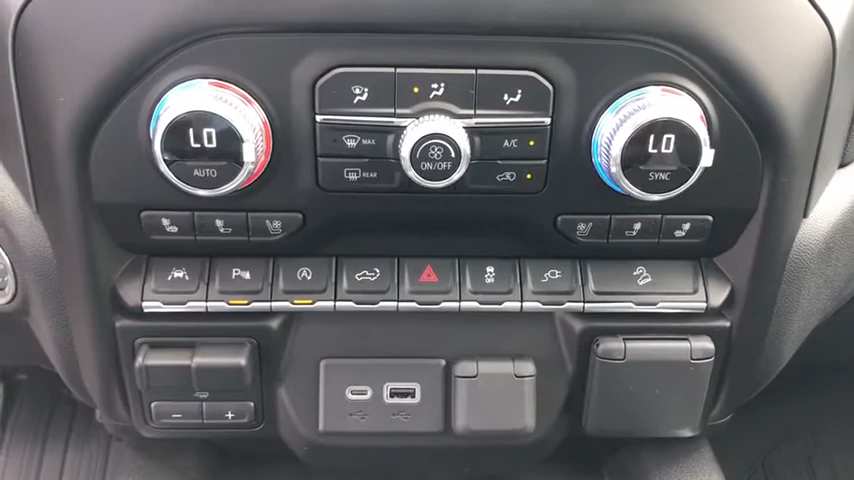 LO
AUTO
MAX
REAR
ON/OFF
A/C
LO
SYNC
P
A
OFF
− +